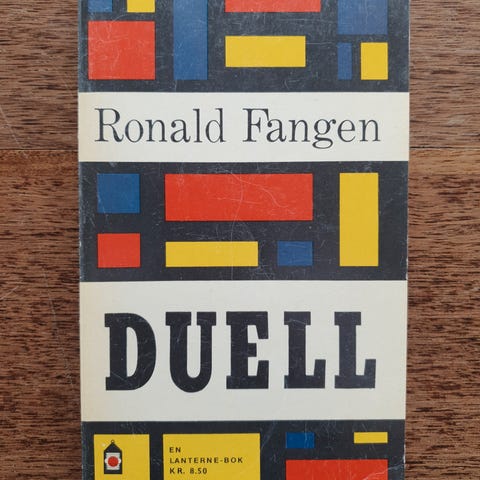 Ronald Fangen
DUELL
EN
LANTERNE-BOK
KR. 8.50